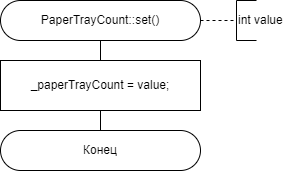 PaperTrayCount::set()
int value
_paperTrayCount = value;
Конец